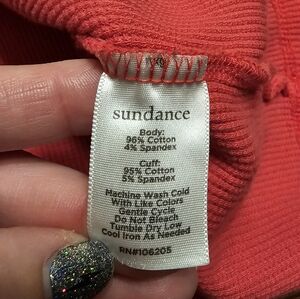 sundance
Body:
96% Cotton
4% Spandex
Cuff:
95% Cotton
5% Spandex
Machine Wash Cold
With Like Colors
Gentle Cycle
Do Not Bleach
Tumble Dry Low
Cool Iron As Needed
RN#106205